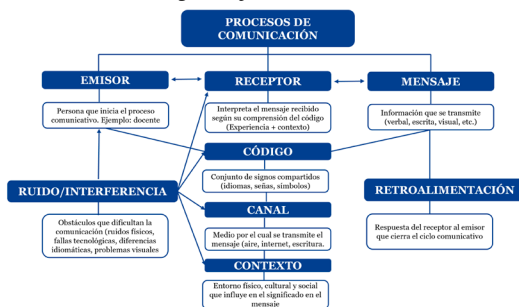 PROCESOS DE
COMUNICACIÓN
EMISOR
RECEPTOR
MENSAJE
Persona que inicia el proceso
comunicativo. Ejemplo: docente
Interpreta el mensaje recibido
según su comprensión del código
(Experiencia + contexto)
Información que se transmite
(verbal, escrita, visual, etc.)
CÓDIGO
Conjunto de signos compartidos
(idiomas, señas, símbolos)
RUIDO/INTERFERENCIA
RETROALIMENTACIÓN
CANAL
Obstáculos que dificultan la
comunicación (ruidos físicos,
fallas tecnológicas, diferencias
idiomáticas, problemas visuales
Medio por el cual se transmite el
mensaje (aire, internet, escritura.
Respuesta del receptor al emisor
que cierra el ciclo comunicativo
CONTEXTO
Entorno físico, cultural y social
que influye en el significado en el
mensaje